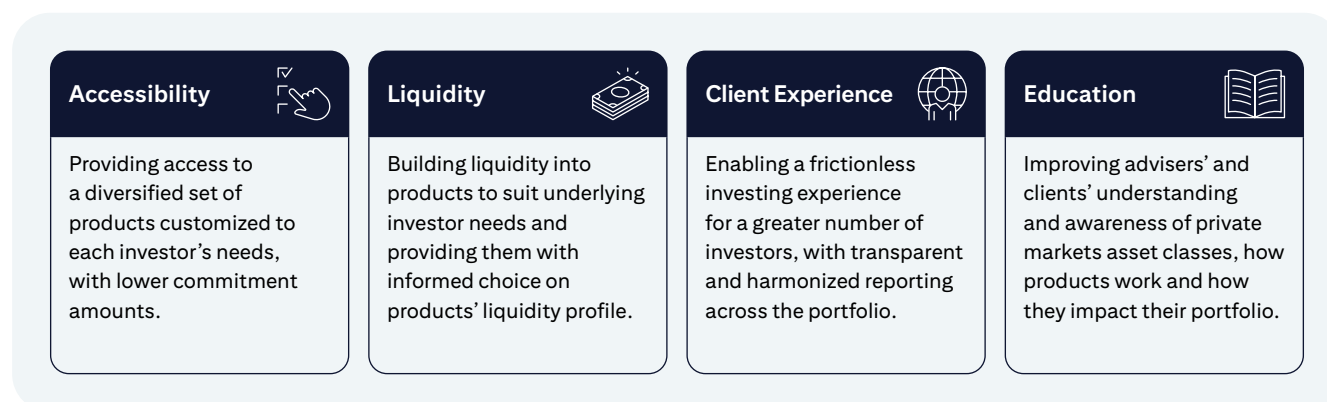 Accessibility
Providing access to
a diversified set of
products customized to
each investor’s needs,
with lower commitment
amounts.
Liquidity
Building liquidity into
products to suit underlying
investor needs and
providing them with
informed choice on
products’ liquidity profile.
Client Experience
Enabling a frictionless
investing experience
for a greater number of
investors, with transparent
and harmonized reporting
across the portfolio.
Education
Improving advisers’ and
clients’ understanding
and awareness of private
markets asset classes, how
products work and how
they impact their portfolio.